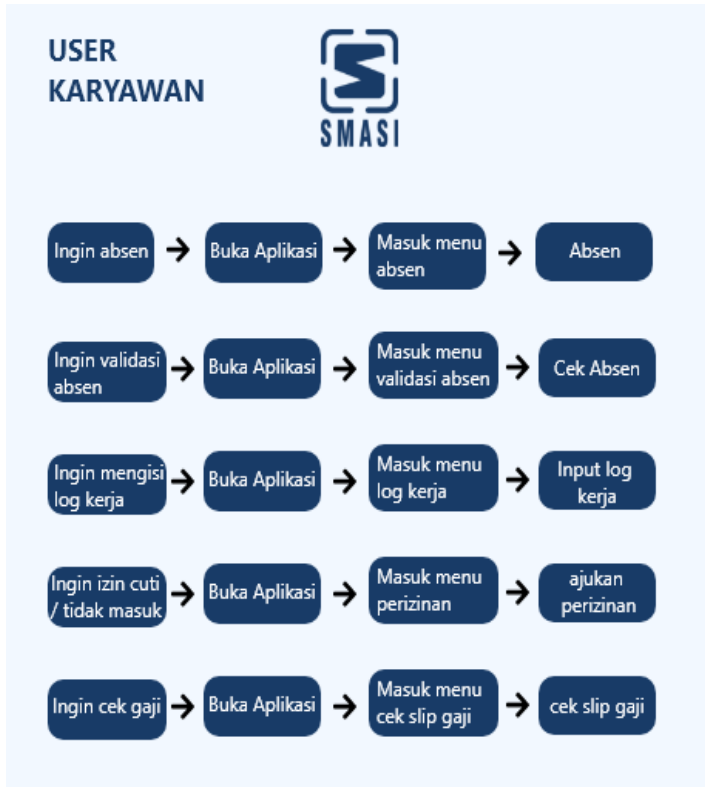 USER
KARYAWAN
SMASI
Ingin absen
Buka Aplikasi
Masuk menu
absen
Absen
Ingin validasi
absen
Buka Aplikasi
Masuk menu
validasi absen
Cek Absen
Ingin mengisi
log kerja
Buka Aplikasi
Masuk menu
log kerja
Input log
kerja
Ingin izin cuti
/ tidak masuk
Buka Aplikasi
Masuk menu
perizinan
ajukan
perizinan
Ingin cek gaji
Buka Aplikasi
Masuk menu
cek slip gaji
cek slip gaji